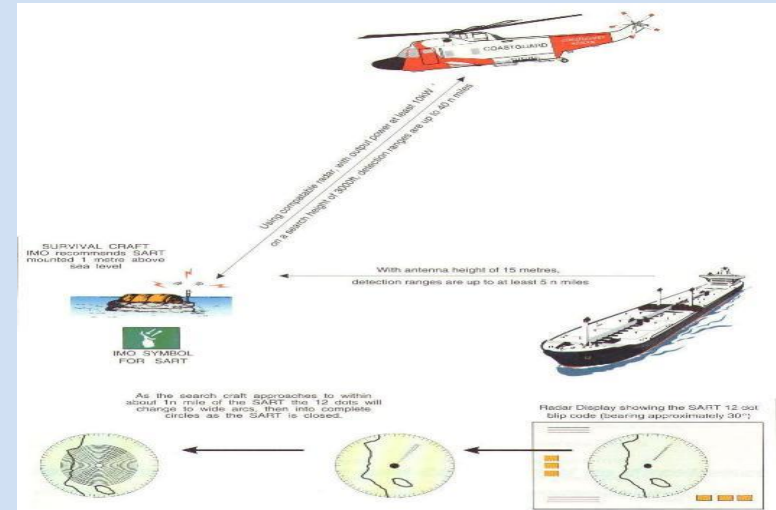 COASTGUARD
Using compatable radar, with output power at least 10kW
on a search height of 3000ft, detection ranges are up to 40 n miles
SURVIVAL CRAFT
IMO recommends SART
mounted 1 metre above
sea level
With antenna height of 15 metres,
detection ranges are up to at least 5 n miles
IMO SYMBOL
FOR SART
As the search craft approaches to within
about 1n mile of the SART the 12 dots will
change to wide arcs, then into complete
circles as the SART is closed.
Radar Display showing the SART 12 dot
blip code (bearing approximately 30°)